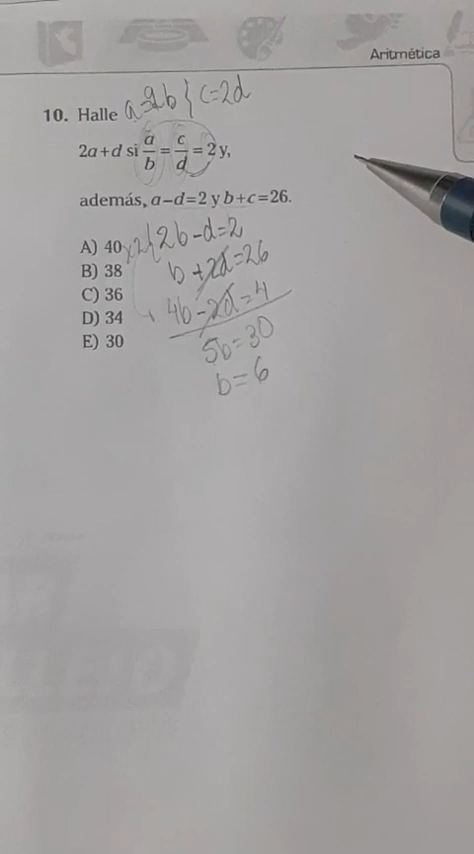 Aritmética
10. Halle a=2b { c=2d
2a+d si a/b = c/d = 2 y,
además, a–d=2 y b+c=26.
A) 40 x2{2b-d=2
B) 38 b+2d=26
C) 36 4b-2d=4
D) 34
E) 30 5b=30
b=6